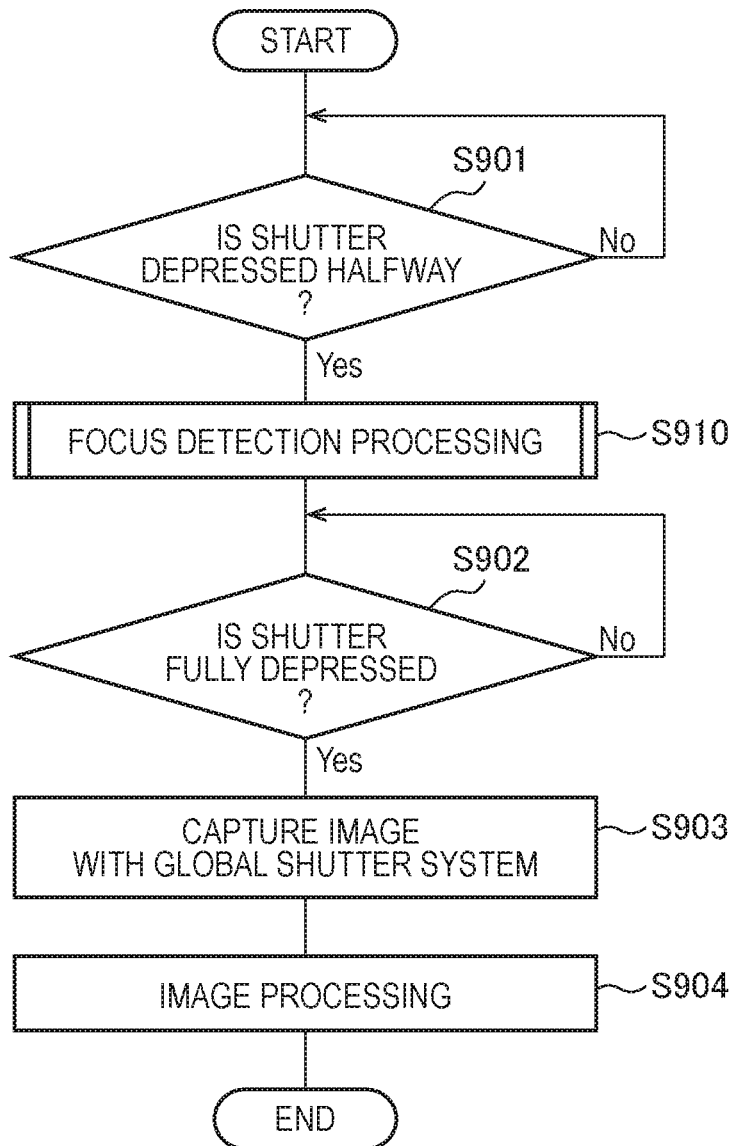 START
S901
IS SHUTTER
DEPRESSED HALFWAY
?
No
Yes
FOCUS DETECTION PROCESSING
S910
S902
IS SHUTTER
FULLY DEPRESSED
?
No
Yes
CAPTURE IMAGE
WITH GLOBAL SHUTTER SYSTEM
S903
IMAGE PROCESSING
S904
END